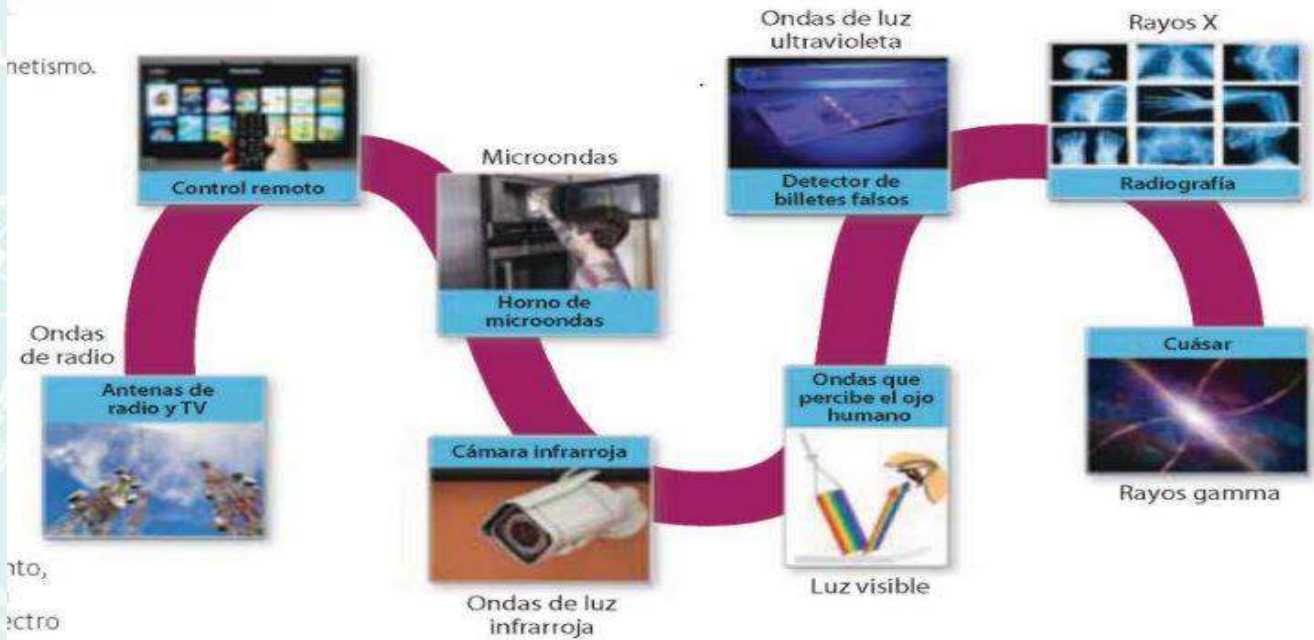 netismo.
Control remoto
Ondas
de radio
Antenas de
radio y TV
Microondas
Horno de
microondas
Cámara infrarroja
Ondas de luz
infrarroja
Ondas de luz
ultravioleta
Detector de
billetes falsos
Ondas que
percibe el ojo
humano
Luz visible
Rayos X
Radiografía
Cuásar
Rayos gamma
nto,
ectro